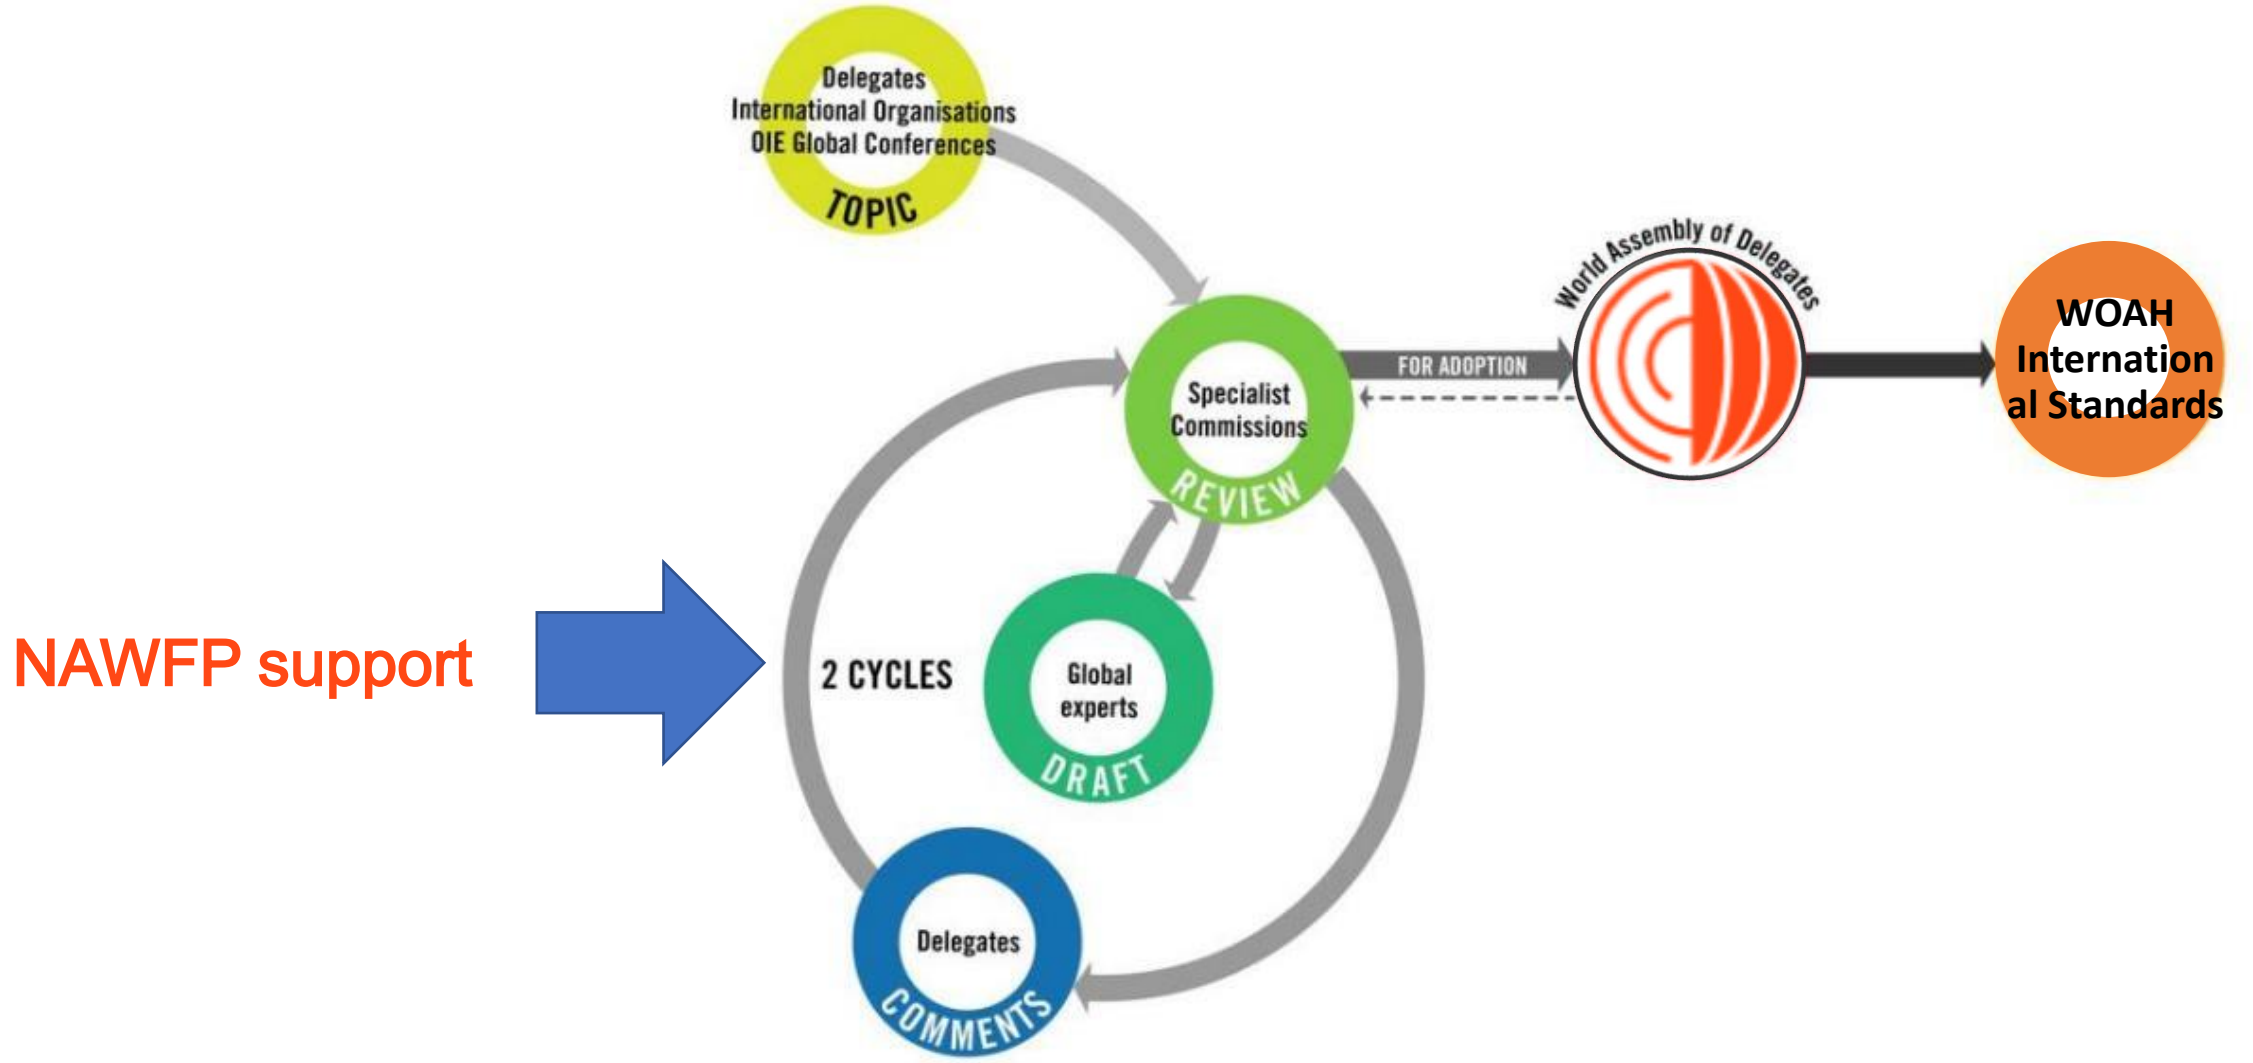 Delegates
International Organisations
OIE Global Conferences
TOPIC
World Assembly of Delegates
WOAH
Internation
al Standards
FOR ADOPTION
Specialist
Commissions
REVIEW
NAWFP support
2 CYCLES
Global
experts
DRAFT
Delegates
COMMENTS